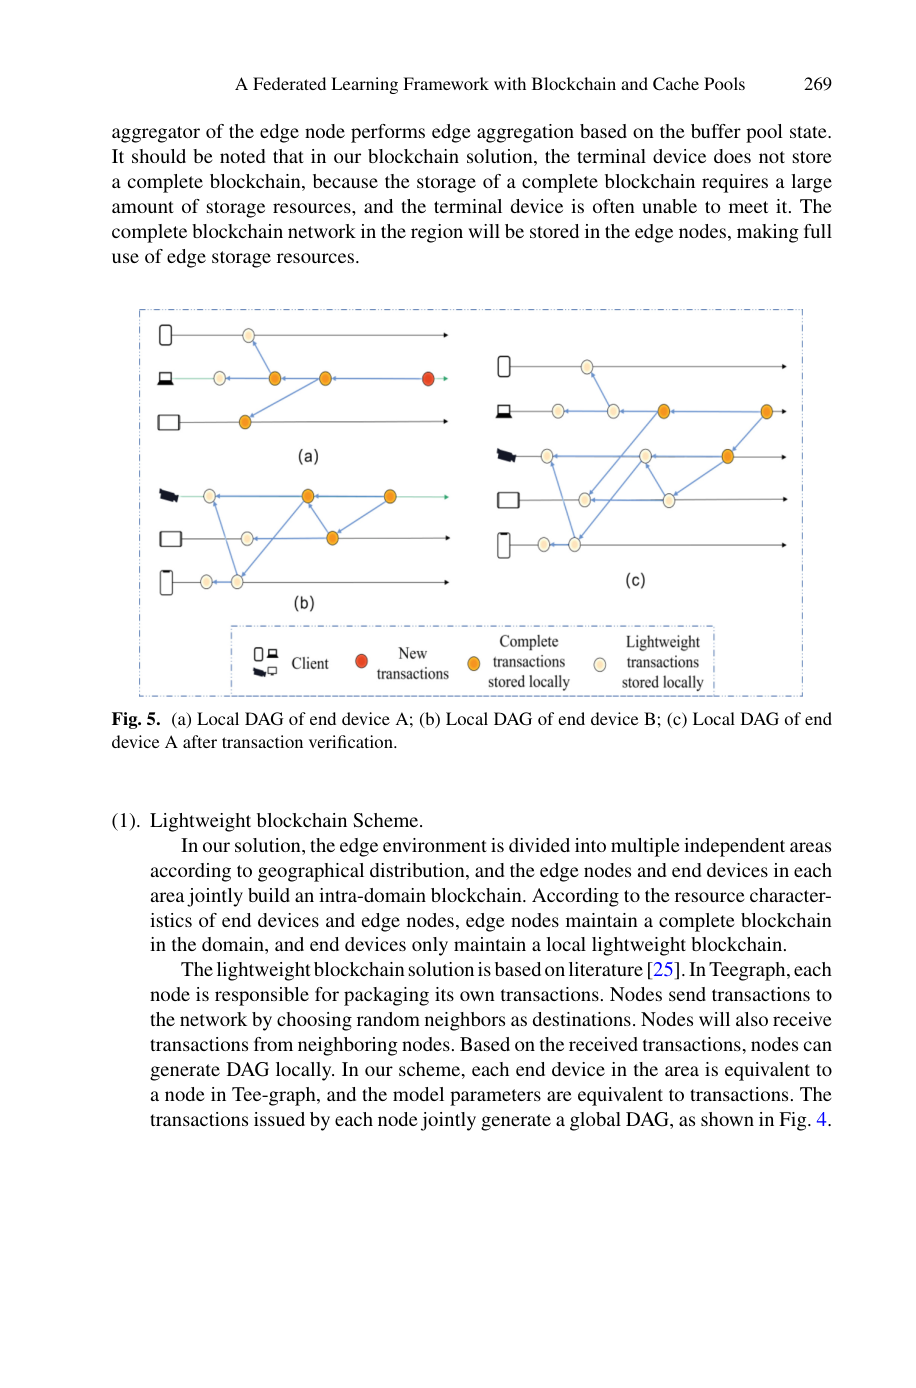 A Federated Learning Framework with Blockchain and Cache Pools 269
aggregator of the edge node performs edge aggregation based on the buffer pool state.
It should be noted that in our blockchain solution, the terminal device does not store
a complete blockchain, because the storage of a complete blockchain requires a large
amount of storage resources, and the terminal device is often unable to meet it. The
complete blockchain network in the region will be stored in the edge nodes, making full
use of edge storage resources.
(a)
(b)
(c)
Client
New
transactions
Complete
transactions
stored locally
Lightweight
transactions
stored locally
Fig. 5. (a) Local DAG of end device A; (b) Local DAG of end device B; (c) Local DAG of end
device A after transaction verification.
(1). Lightweight blockchain Scheme.
In our solution, the edge environment is divided into multiple independent areas
according to geographical distribution, and the edge nodes and end devices in each
area jointly build an intra-domain blockchain. According to the resource character-
istics of end devices and edge nodes, edge nodes maintain a complete blockchain
in the domain, and end devices only maintain a local lightweight blockchain.
The lightweight blockchain solution is based on literature [25]. In Teegraph, each
node is responsible for packaging its own transactions. Nodes send transactions to
the network by choosing random neighbors as destinations. Nodes will also receive
transactions from neighboring nodes. Based on the received transactions, nodes can
generate DAG locally. In our scheme, each end device in the area is equivalent to
a node in Tee-graph, and the model parameters are equivalent to transactions. The
transactions issued by each node jointly generate a global DAG, as shown in Fig. 4.